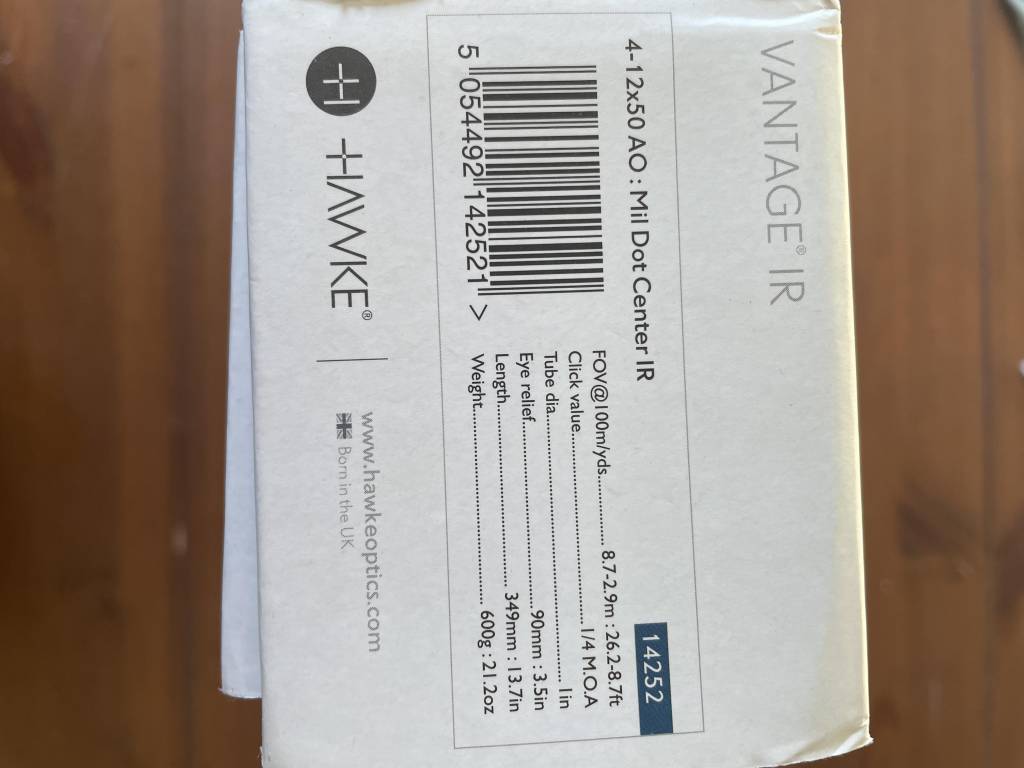 VANTAGE® IR
14252
4-12x50 AO : Mil Dot Center IR
5 054492 142521 >
FOV@100m/yds.................. 8.7-2.9m : 26.2-8.7ft
Click value.......................................1/4 M.O.A
Tube dia..................................................... 1in
Eye relief......................................90mm : 3.5in
Length.....................................349mm : 13.7in
Weight..................................... 600g : 21.2oz
HAWKE®
www.hawkeoptics.com
Born in the UK